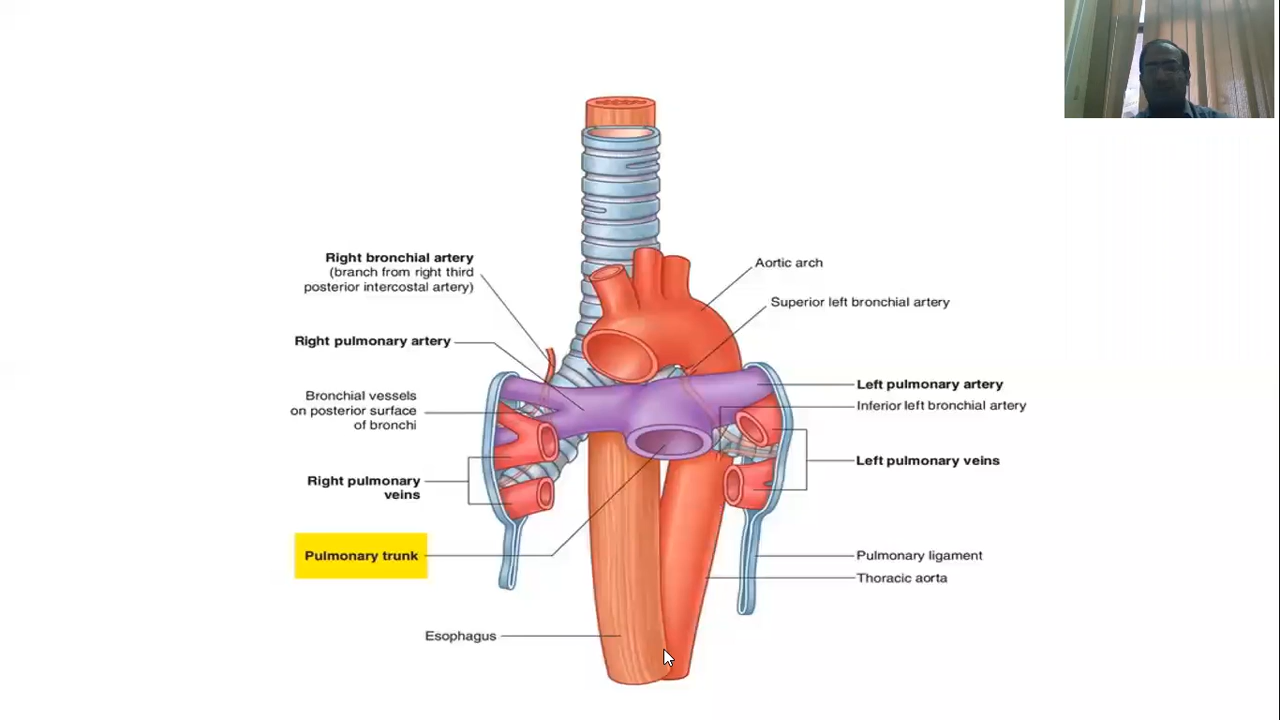 Right bronchial artery
(branch from right third
posterior intercostal artery)
Right pulmonary artery
Bronchial vessels
on posterior surface
of bronchi
Right pulmonary
veins
Pulmonary trunk
Esophagus
Aortic arch
Superior left bronchial artery
Left pulmonary artery
Inferior left bronchial artery
Left pulmonary veins
Pulmonary ligament
Thoracic aorta